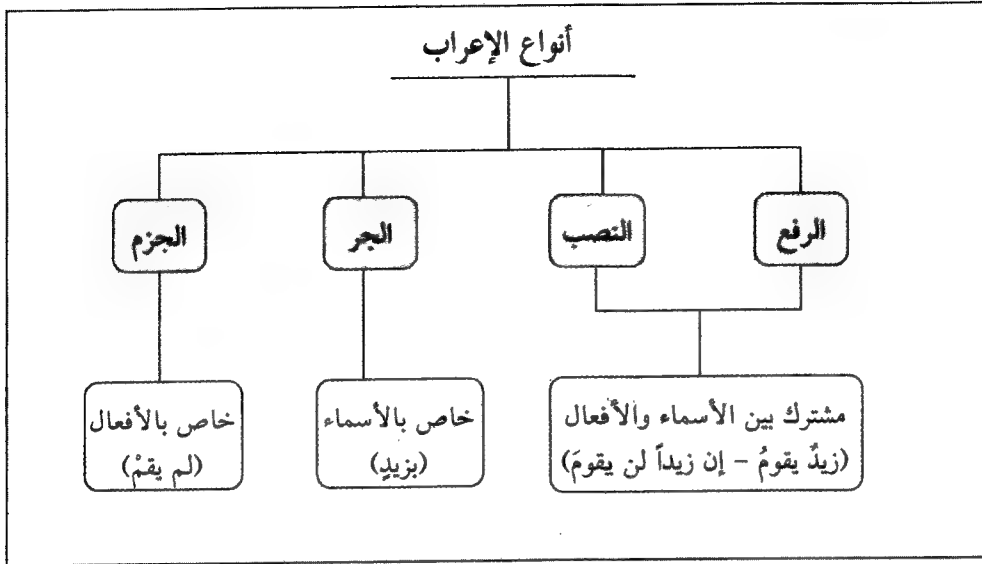 أنواع الإعراب
الرفع
النصب
الجر
الجزم
مشترك بين الأسماء والأفعال
(زيدٌ يقومُ – إن زيداً لن يقومَ)
خاص بالأسماء
(بزيدٍ)
خاص بالأفعال
(لم يقمْ)